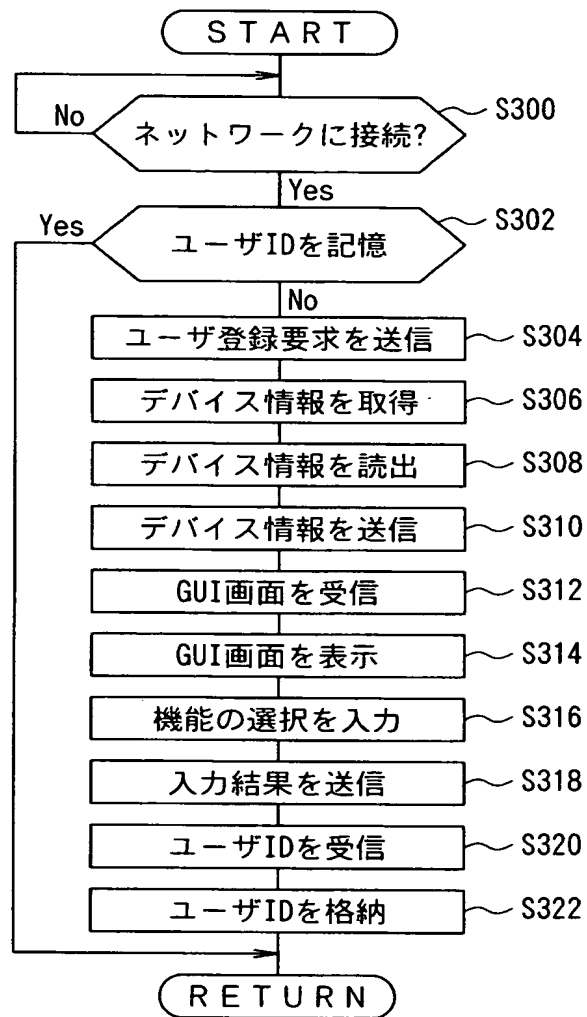 START
No
ネットワークに接続?
S300
Yes
Yes
ユーザIDを記憶
S302
No
ユーザ登録要求を送信
S304
デバイス情報を取得
S306
デバイス情報を読出
S308
デバイス情報を送信
S310
GUI画面を受信
S312
GUI画面を表示
S314
機能の選択を入力
S316
入力結果を送信
S318
ユーザIDを受信
S320
ユーザIDを格納
S322
RETURN